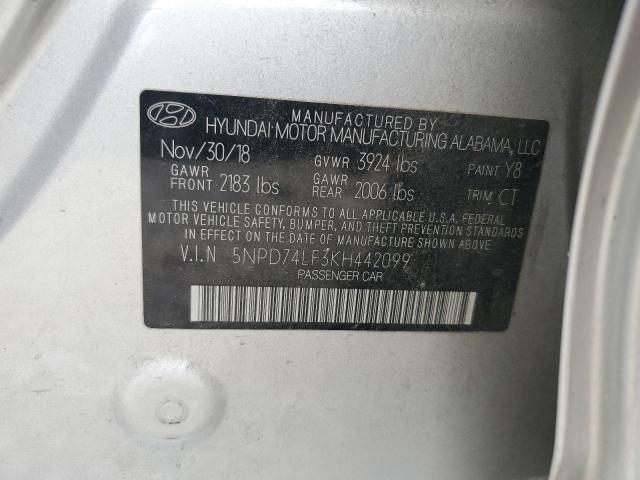 MANUFACTURED BY
HYUNDAI MOTOR MANUFACTURING ALABAMA, LLC
Nov/30/18 GVWR 3924 lbs PAINT Y8
GAWR FRONT 2183 lbs GAWR REAR 2006 lbs TRIM CT
THIS VEHICLE CONFORMS TO ALL APPLICABLE U.S.A. FEDERAL
MOTOR VEHICLE SAFETY, BUMPER, AND THEFT PREVENTION STANDARDS
IN EFFECT ON THE DATE OF MANUFACTURE SHOWN ABOVE.
V.I.N 5NPD74LF3KH442099
PASSENGER CAR